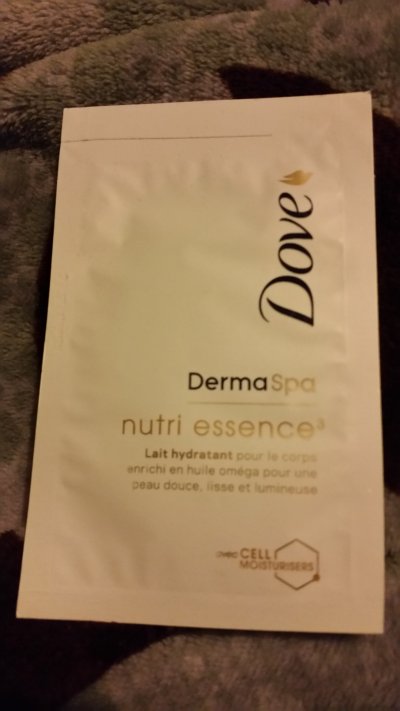 Dove
DermaSpa
nutri essence³
Lait hydratant pour le corps
enrichi en huile oméga pour une
peau douce, lisse et lumineuse
avec CELL
MOISTURISERS